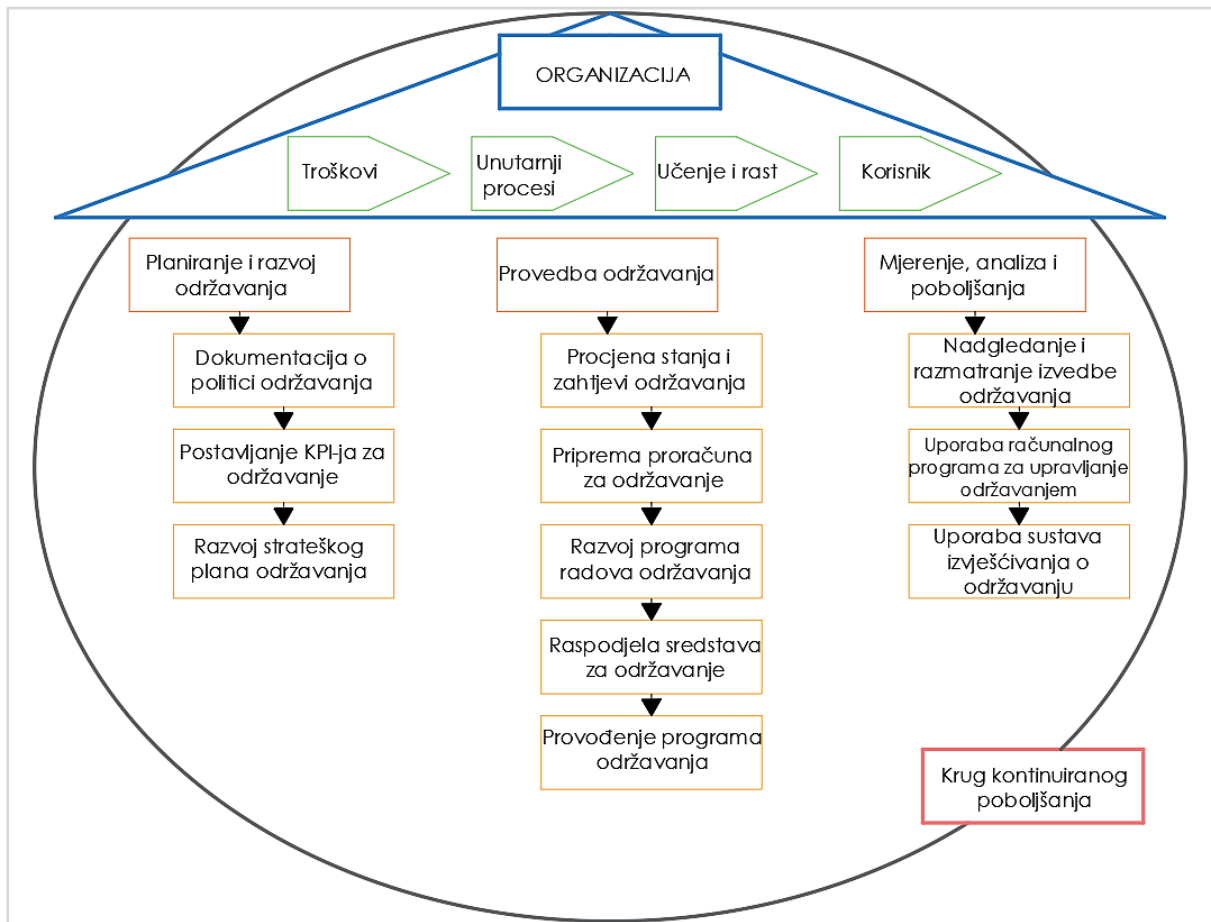 ORGANIZACIJA
Troškovi
Unutarnji
procesi
Učenje i rast
Korisnik
Planiranje i razvoj
održavanja
Dokumentacija o
politici održavanja
Postavljanje KPI-ja za
održavanje
Razvoj strateškog
plana održavanja
Provedba održavanja
Procjena stanja i
zahtjevi održavanja
Priprema proračuna
za održavanje
Razvoj programa
radova održavanja
Raspodjela sredstava
za održavanje
Provođenje programa
održavanja
Mjerenje, analiza i
poboljšanja
Nadgledanje i
razmatranje izvedbe
održavanja
Uporaba računalnog
programa za upravljanje
održavanjem
Uporaba sustava
izvješćivanja o
održavanju
Krug kontinuiranog
poboljšanja